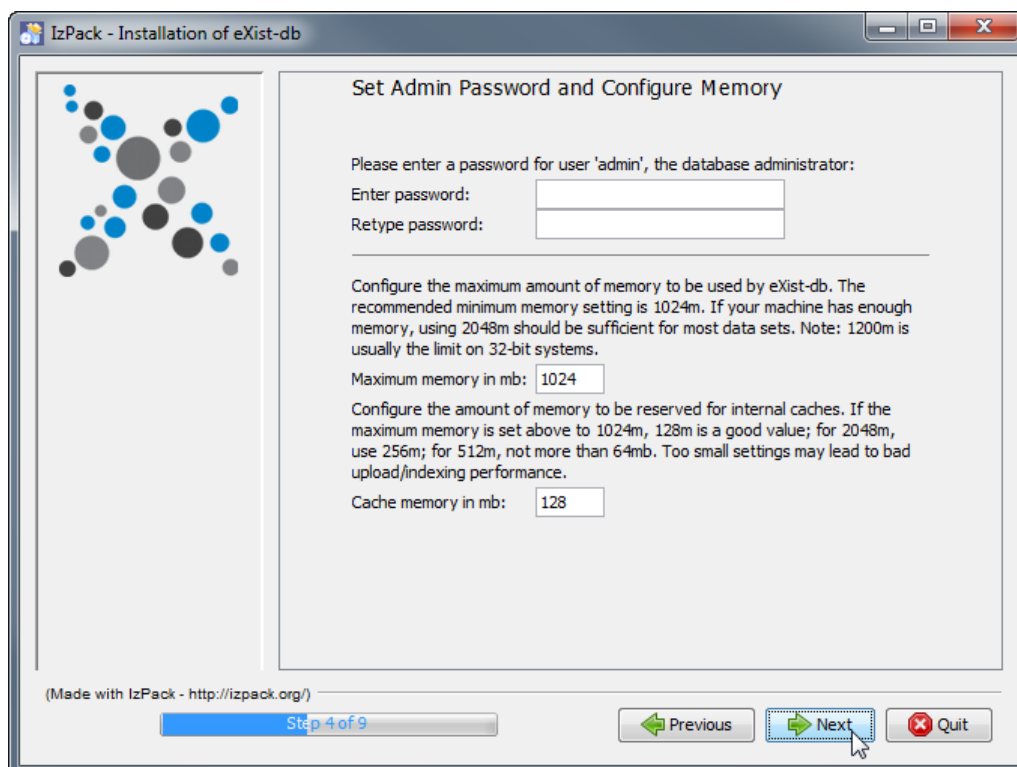 IzPack - Installation of eXist-db
Set Admin Password and Configure Memory
Please enter a password for user 'admin', the database administrator:
Enter password:
Retype password:
Configure the maximum amount of memory to be used by eXist-db. The
recommended minimum memory setting is 1024m. If your machine has enough
memory, using 2048m should be sufficient for most data sets. Note: 1200m is
usually the limit on 32-bit systems.
Maximum memory in mb: 1024
Configure the amount of memory to be reserved for internal caches. If the
maximum memory is set above to 1024m, 128m is a good value; for 2048m,
use 256m; for 512m, not more than 64mb. Too small settings may lead to bad
upload/indexing performance.
Cache memory in mb: 128
(Made with IzPack - http://izpack.org/)
Step 4 of 9 Previous Next Quit